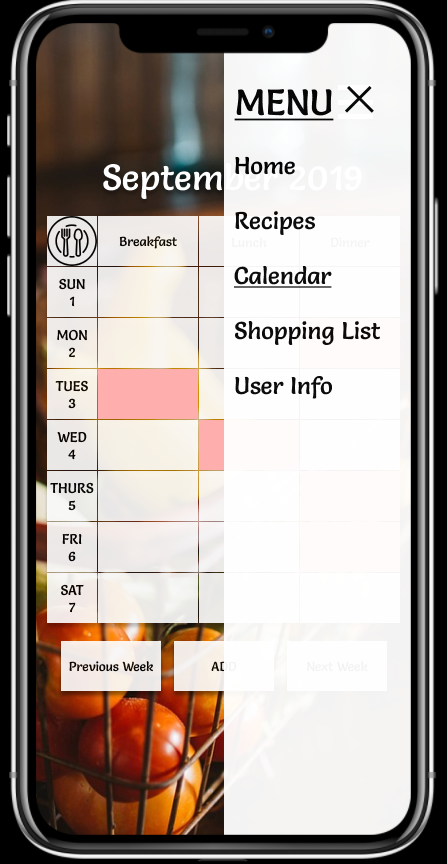 MENU
Home
September 2019
Recipes
Breakfast Lunch Dinner
SUN
1
Calendar
MON
2
Shopping List
TUES
3
User Info
WED
4
THURS
5
FRI
6
SAT
7
Previous Week ADD Next Week